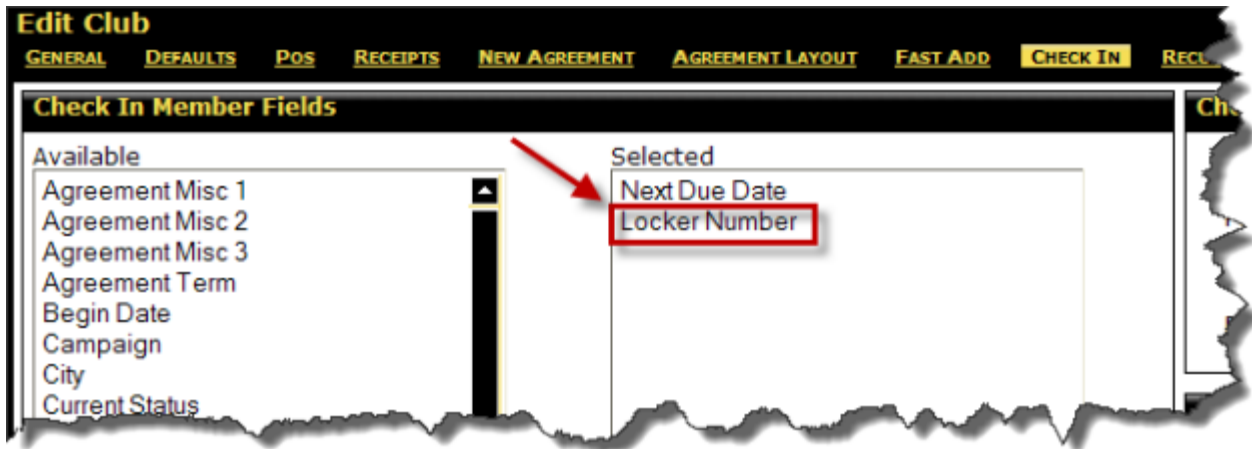 Edit Club
GENERAL DEFAULTS POS RECEIPTS NEW AGREEMENT AGREEMENT LAYOUT FAST ADD CHECK IN
Check In Member Fields
Available
Agreement Misc 1
Agreement Misc 2
Agreement Misc 3
Agreement Term
Begin Date
Campaign
City
Current Status
Selected
Next Due Date
Locker Number